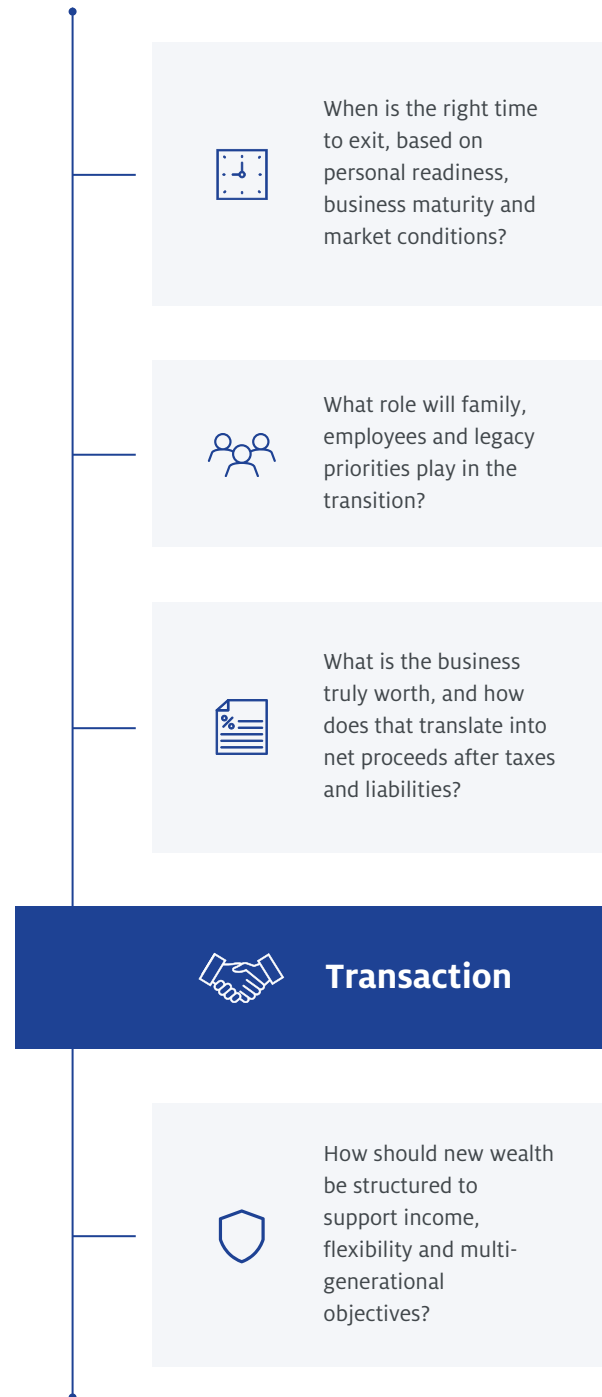 When is the right time
to exit, based on
personal readiness,
business maturity and
market conditions?
What role will family,
employees and legacy
priorities play in the
transition?
What is the business
truly worth, and how
does that translate into
net proceeds after taxes
and liabilities?
%
Transaction
How should new wealth
be structured to
support income,
flexibility and multi-
generational
objectives?